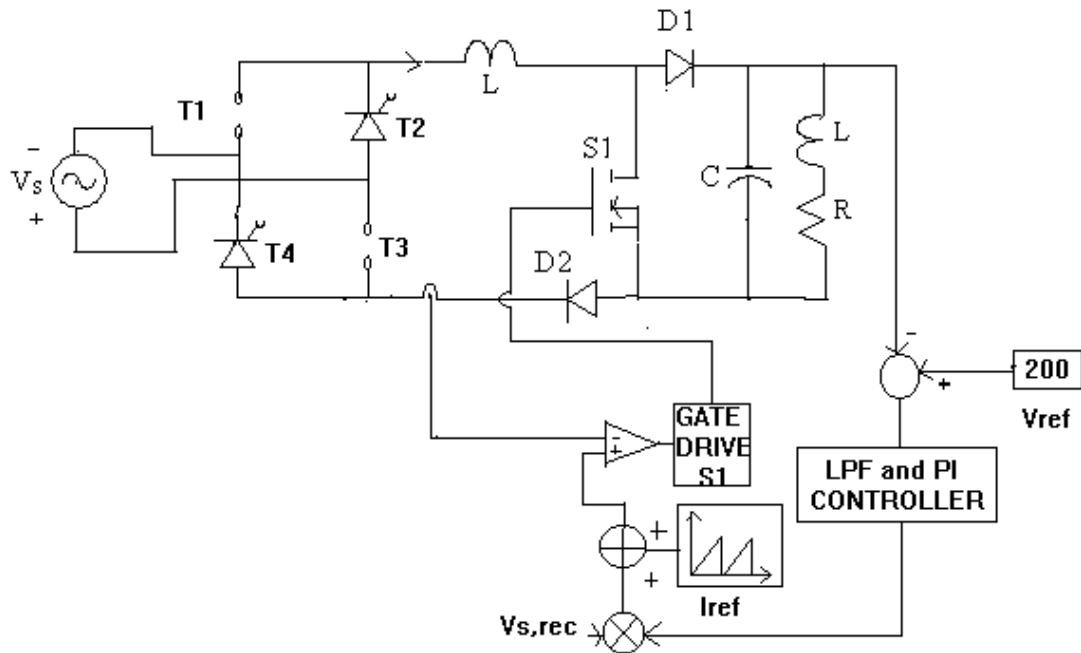 D1
L
T1
T2
S1
-
Vs
+
C
L
R
T4
T3
D2
-
+
200
Vref
-
+
GATE
DRIVE
S1
LPF and PI
CONTROLLER
+
+
Iref
Vs,rec